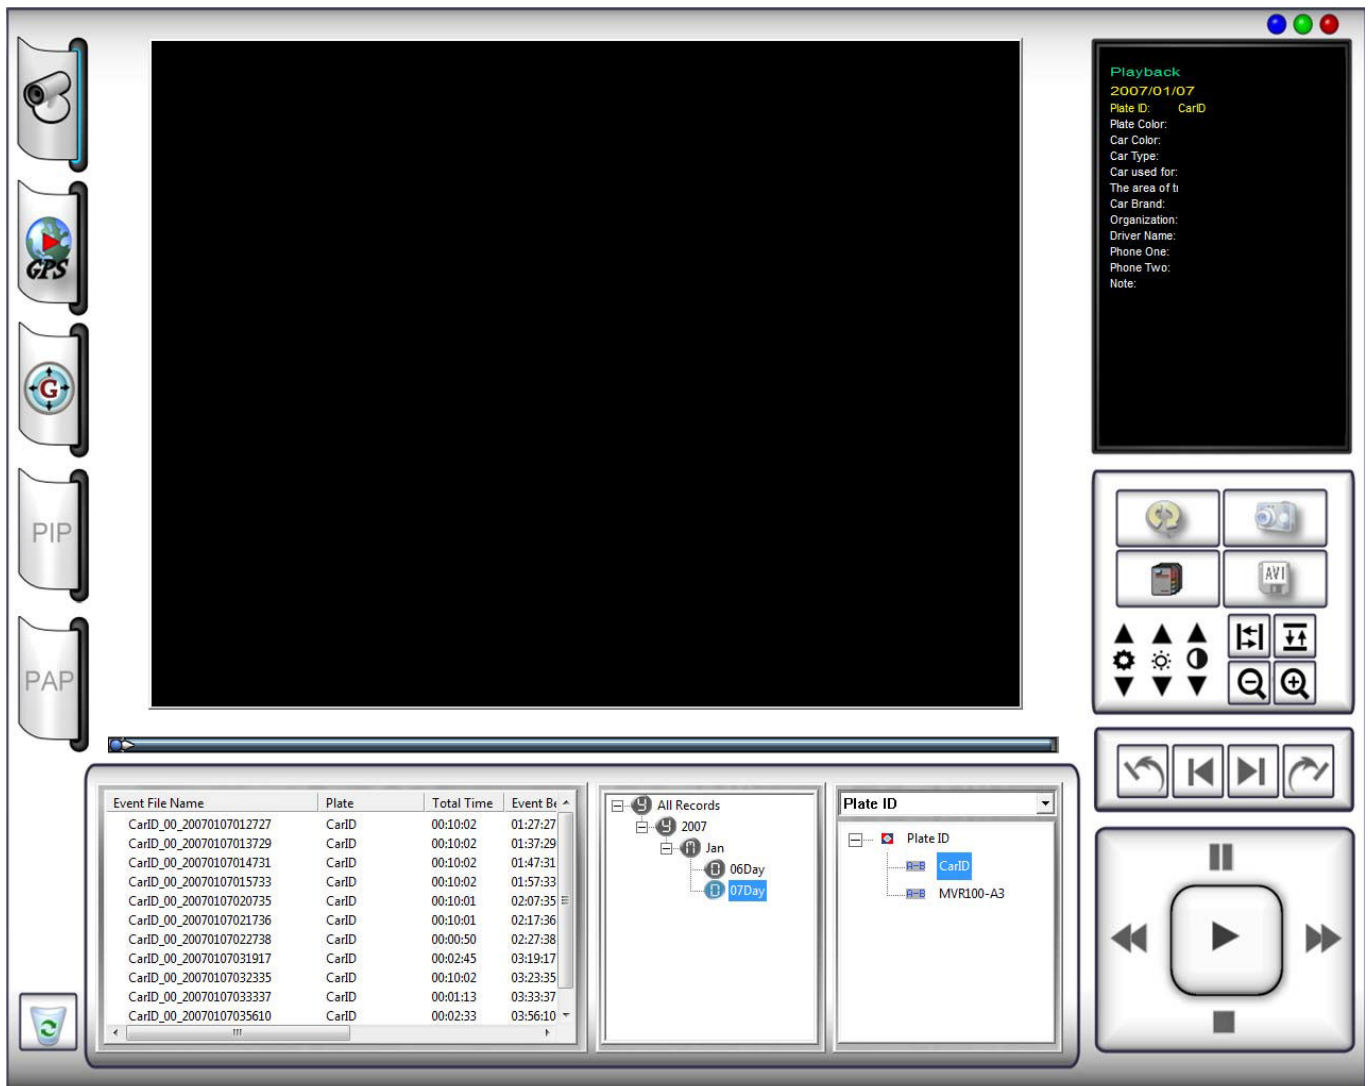 Playback
2007/01/07
Plate ID: CarID
Plate Color:
Car Color:
Car Type:
Car used for:
The area of tr
Car Brand:
Organization:
Driver Name:
Phone One:
Phone Two:
Note:
GPS
G
PIP
PAP
AVI
Event File Name Plate Total Time Event Be
CarID_00_20070107012727 CarID 00:10:02 01:27:27
CarID_00_20070107013729 CarID 00:10:02 01:37:29
CarID_00_20070107014731 CarID 00:10:02 01:47:31
CarID_00_20070107015733 CarID 00:10:02 01:57:33
CarID_00_20070107020735 CarID 00:10:01 02:07:35
CarID_00_20070107021736 CarID 00:10:01 02:17:36
CarID_00_20070107022738 CarID 00:00:50 02:27:38
CarID_00_20070107031917 CarID 00:02:45 03:19:17
CarID_00_20070107032335 CarID 00:10:02 03:23:35
CarID_00_20070107033337 CarID 00:01:13 03:33:37
CarID_00_20070107035610 CarID 00:02:33 03:56:10
All Records
2007
Jan
06Day
07Day
Plate ID
Plate ID
A-B CarID
A-B MVR100-A3